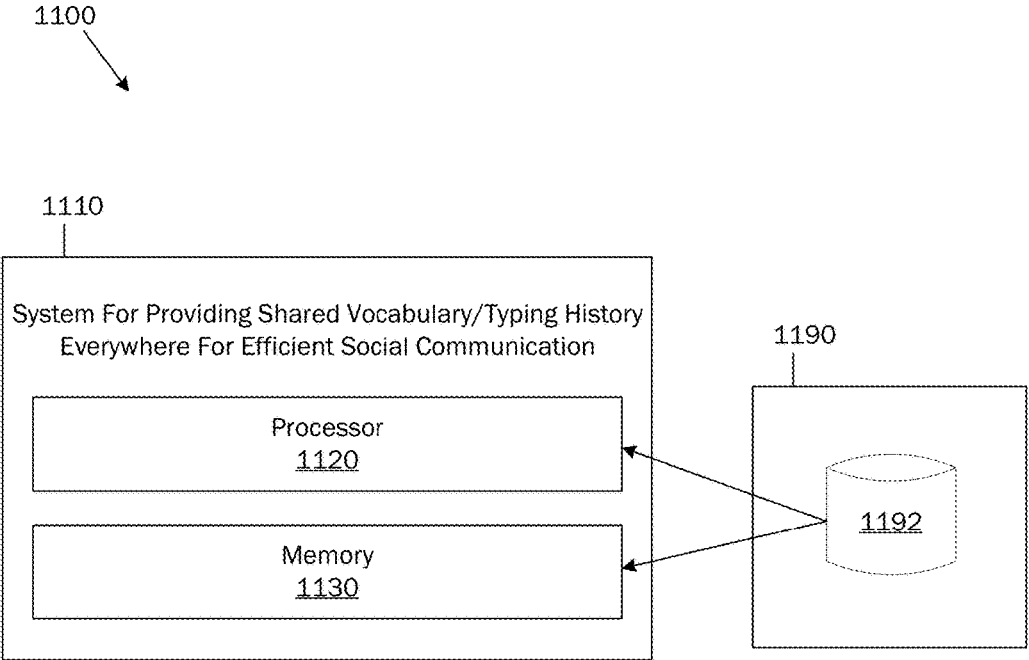 1100
1110
System For Providing Shared Vocabulary/Typing History
Everywhere For Efficient Social Communication
1190
Processor
1120
1192
Memory
1130